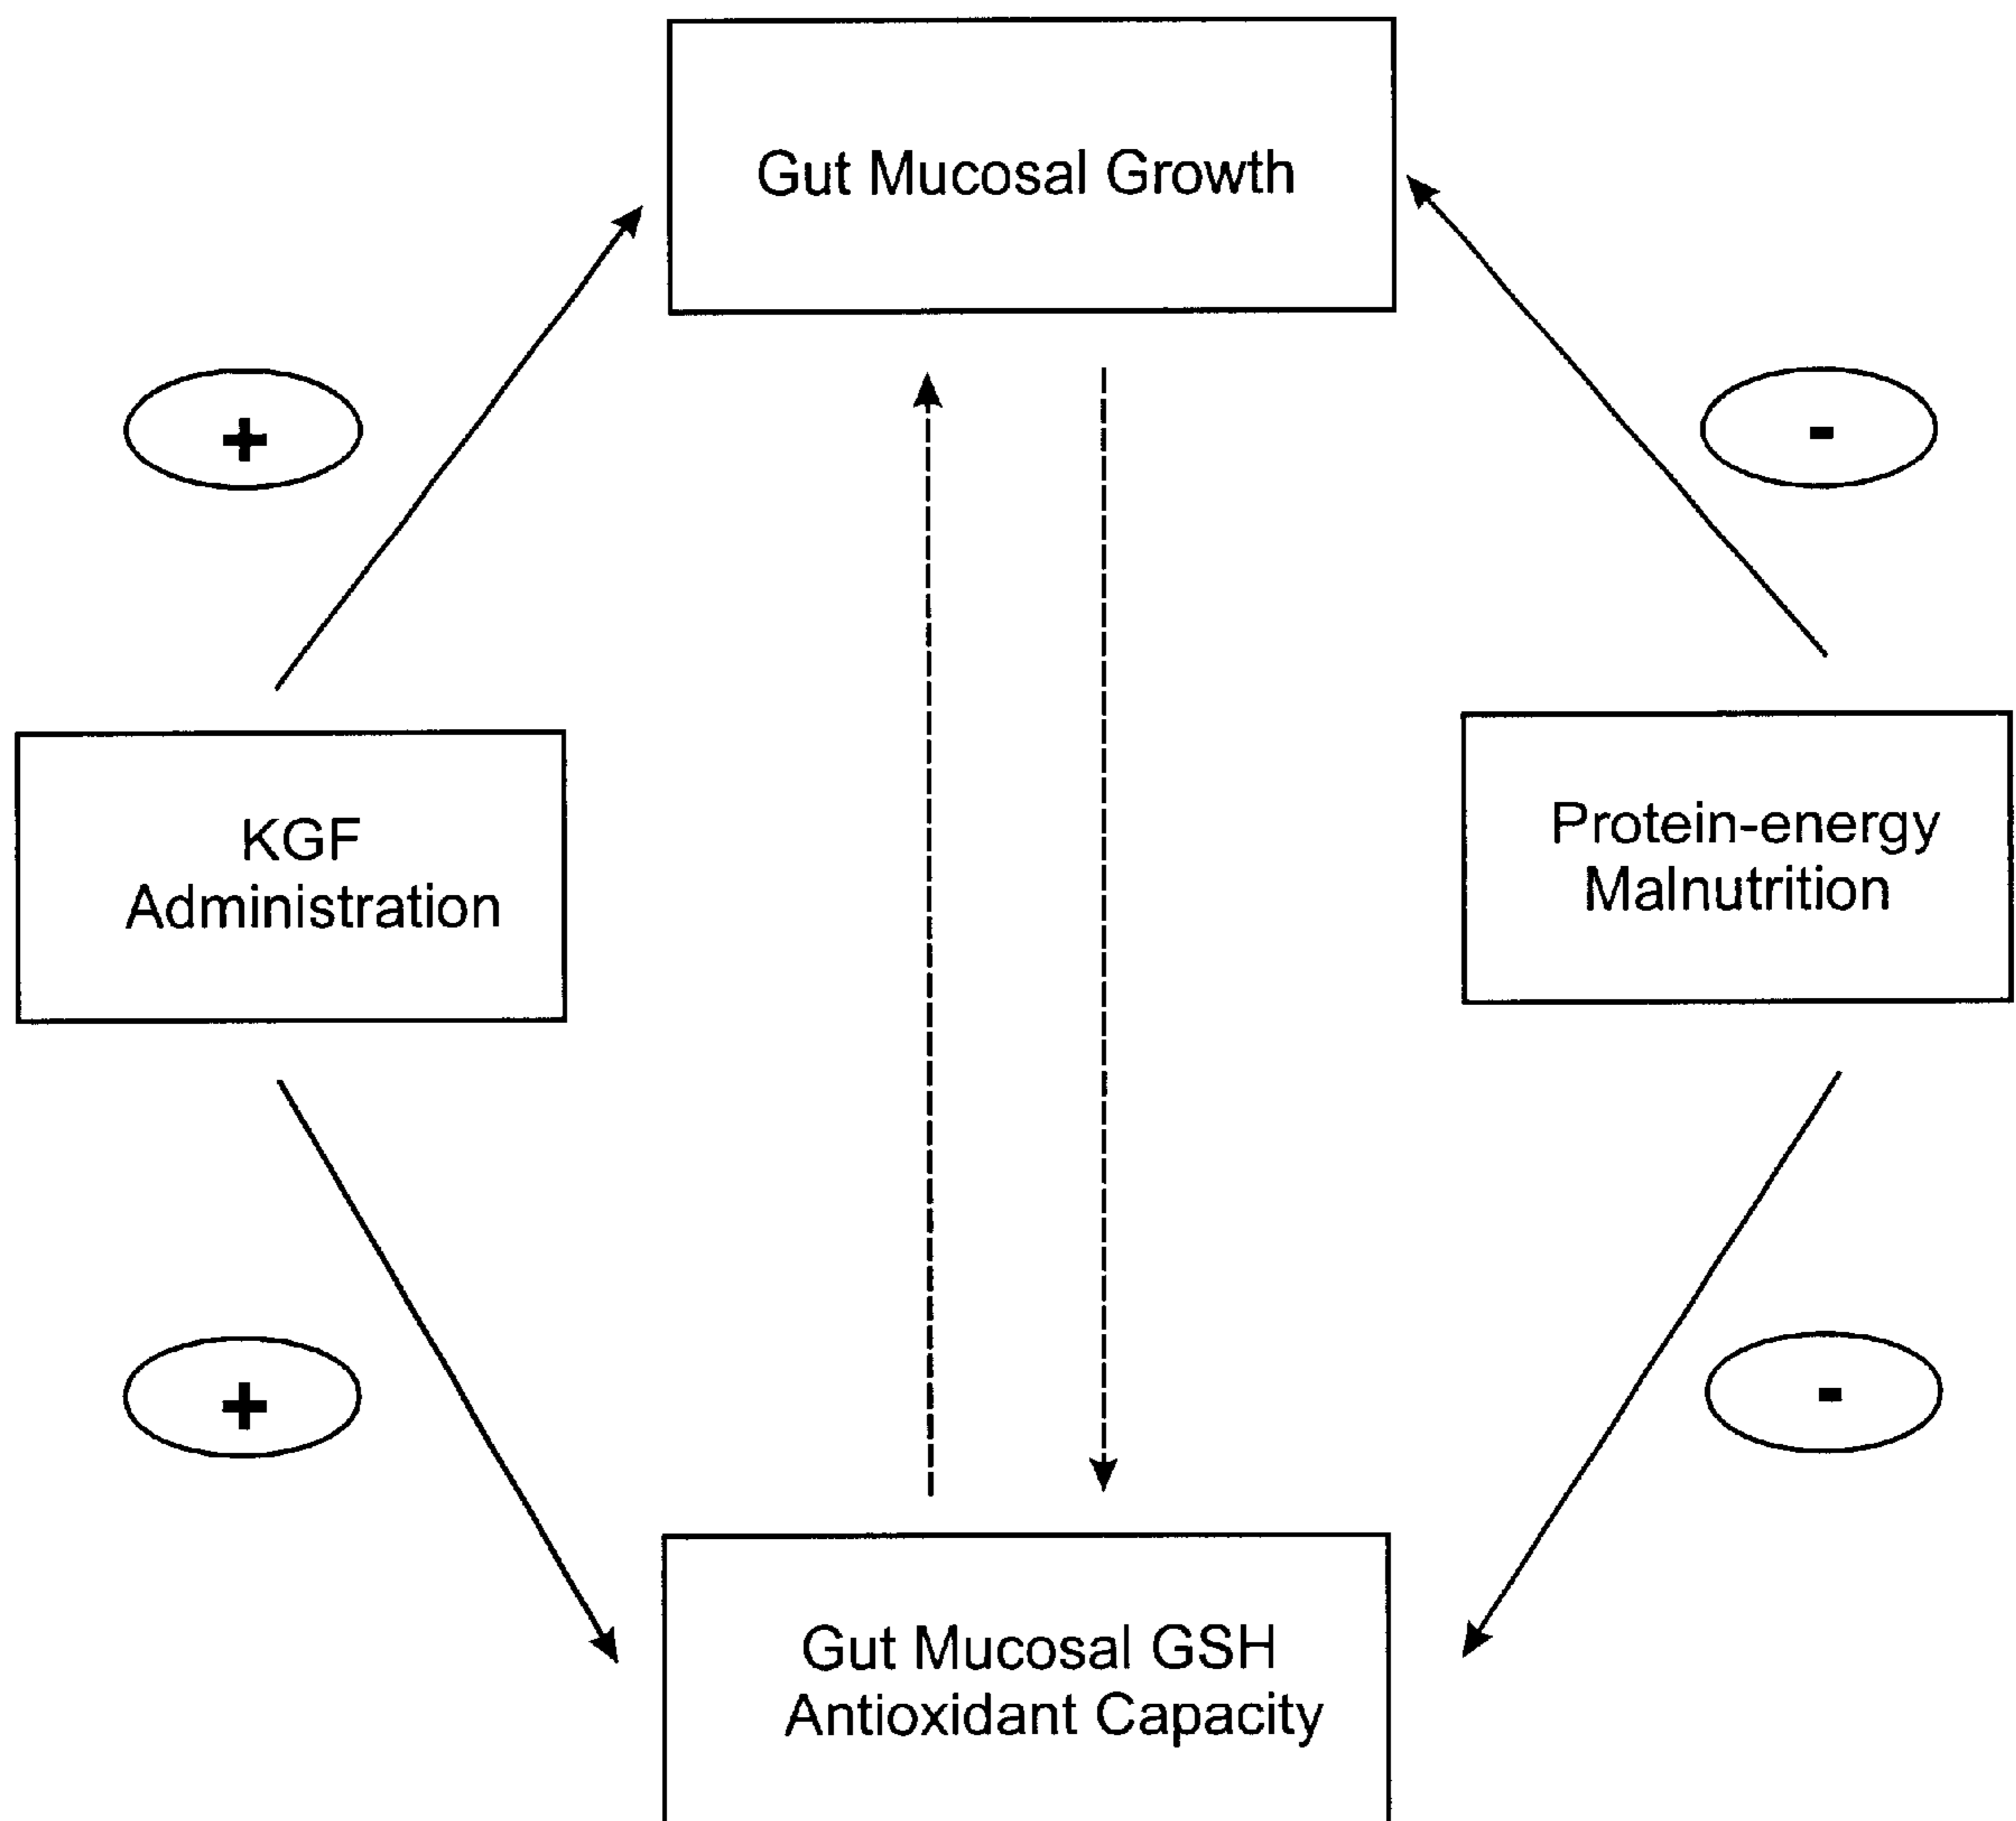 Gut Mucosal Growth
+
-
KGF
Administration
Protein-energy
Malnutrition
+
-
Gut Mucosal GSH
Antioxidant Capacity